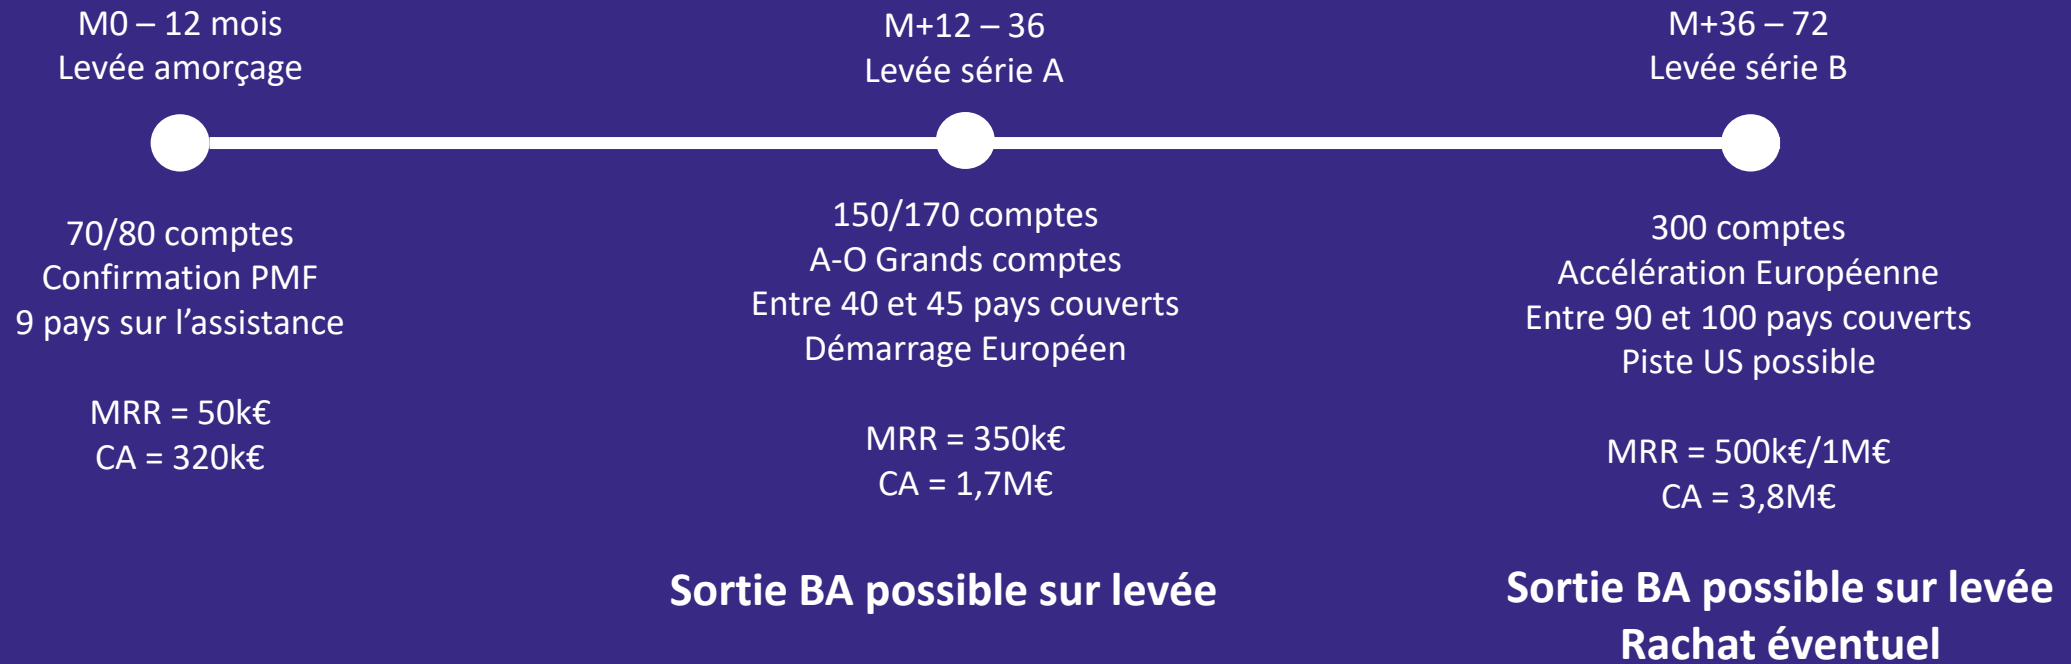 M0 – 12 mois
Levée amorçage
70/80 comptes
Confirmation PMF
9 pays sur l’assistance
MRR = 50k€
CA = 320k€
M+12 – 36
Levée série A
150/170 comptes
A-O Grands comptes
Entre 40 et 45 pays couverts
Démarrage Européen
MRR = 350k€
CA = 1,7M€
Sortie BA possible sur levée
M+36 – 72
Levée série B
300 comptes
Accélération Européenne
Entre 90 et 100 pays couverts
Piste US possible
MRR = 500k€/1M€
CA = 3,8M€
Sortie BA possible sur levée
Rachat éventuel